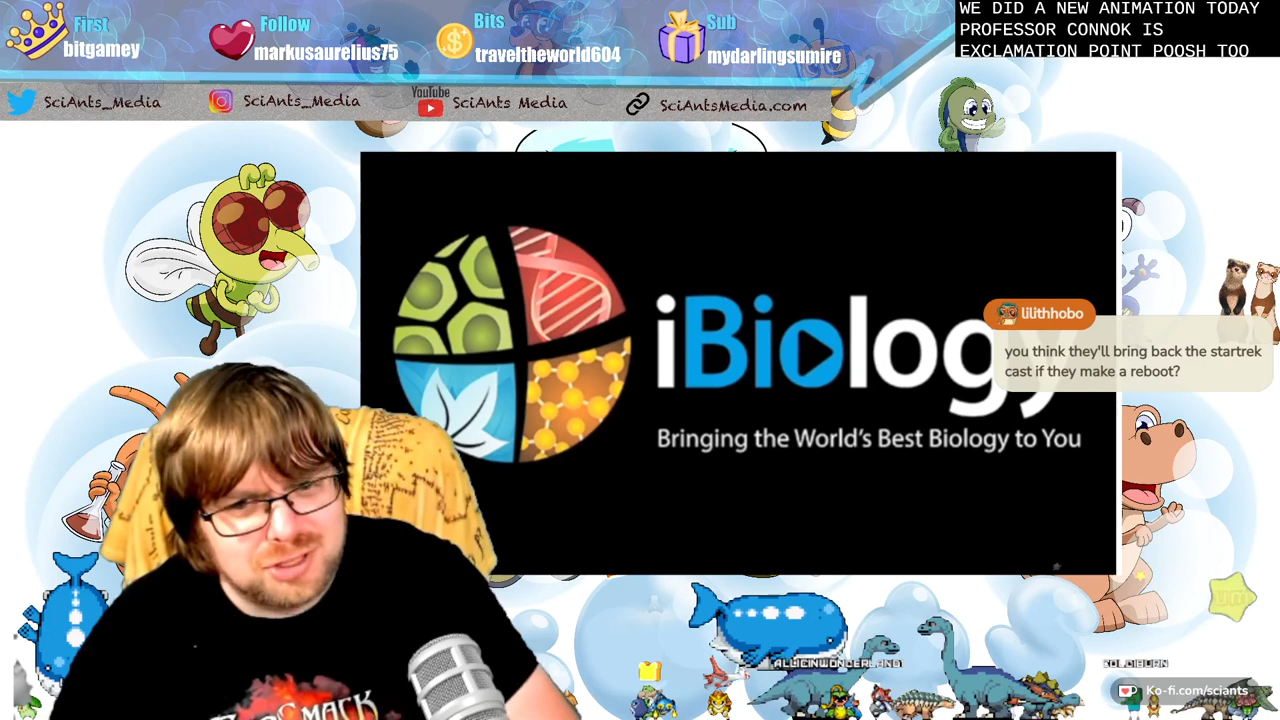 First
bitgamey
Follow
markusaurelius75
Bits
traveltheworld604
Sub
mydarlingsumire
WE DID A NEW ANIMATION TODAY
PROFESSOR CONNOK IS
EXCLAMATION POINT POOSH TOO
SciAnts_Media
SciAnts_Media
YouTube
SciAnts Media
SciAntsMedia.com
iBiology
Bringing the World's Best Biology to You
lilithhobo
you think they'll bring back the startrek
cast if they make a reboot?
ALLICINWONDERLAND
Ko-fi.com/sciants